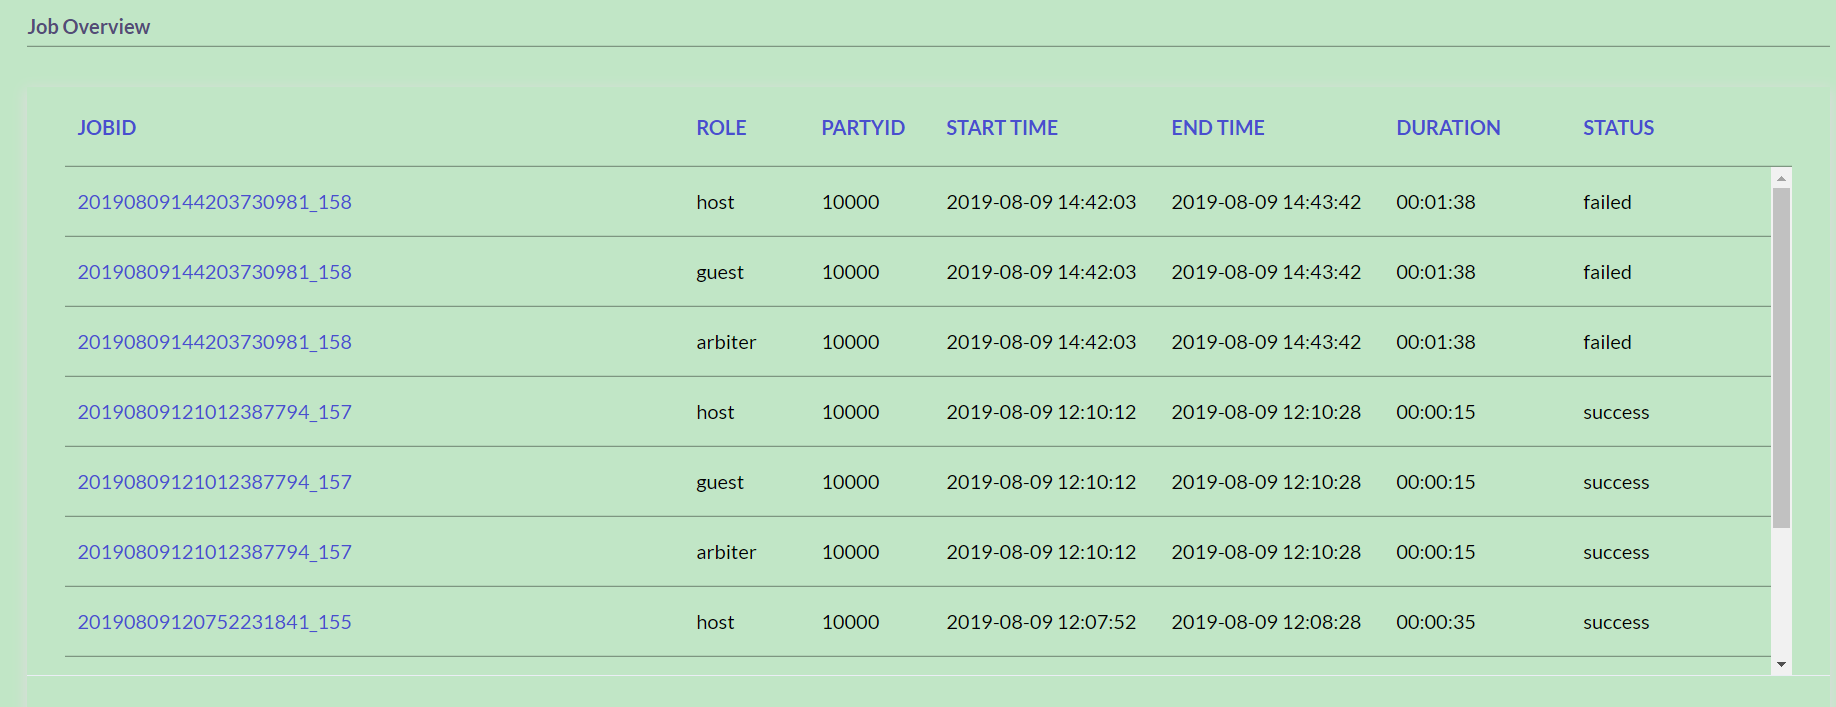 Job Overview
JOBID ROLE PARTYID START TIME END TIME DURATION STATUS
20190809144203730981_158 host 10000 2019-08-09 14:42:03 2019-08-09 14:43:42 00:01:38 failed
20190809144203730981_158 guest 10000 2019-08-09 14:42:03 2019-08-09 14:43:42 00:01:38 failed
20190809144203730981_158 arbiter 10000 2019-08-09 14:42:03 2019-08-09 14:43:42 00:01:38 failed
20190809121012387794_157 host 10000 2019-08-09 12:10:12 2019-08-09 12:10:28 00:00:15 success
20190809121012387794_157 guest 10000 2019-08-09 12:10:12 2019-08-09 12:10:28 00:00:15 success
20190809121012387794_157 arbiter 10000 2019-08-09 12:10:12 2019-08-09 12:10:28 00:00:15 success
20190809120752231841_155 host 10000 2019-08-09 12:07:52 2019-08-09 12:08:28 00:00:35 success